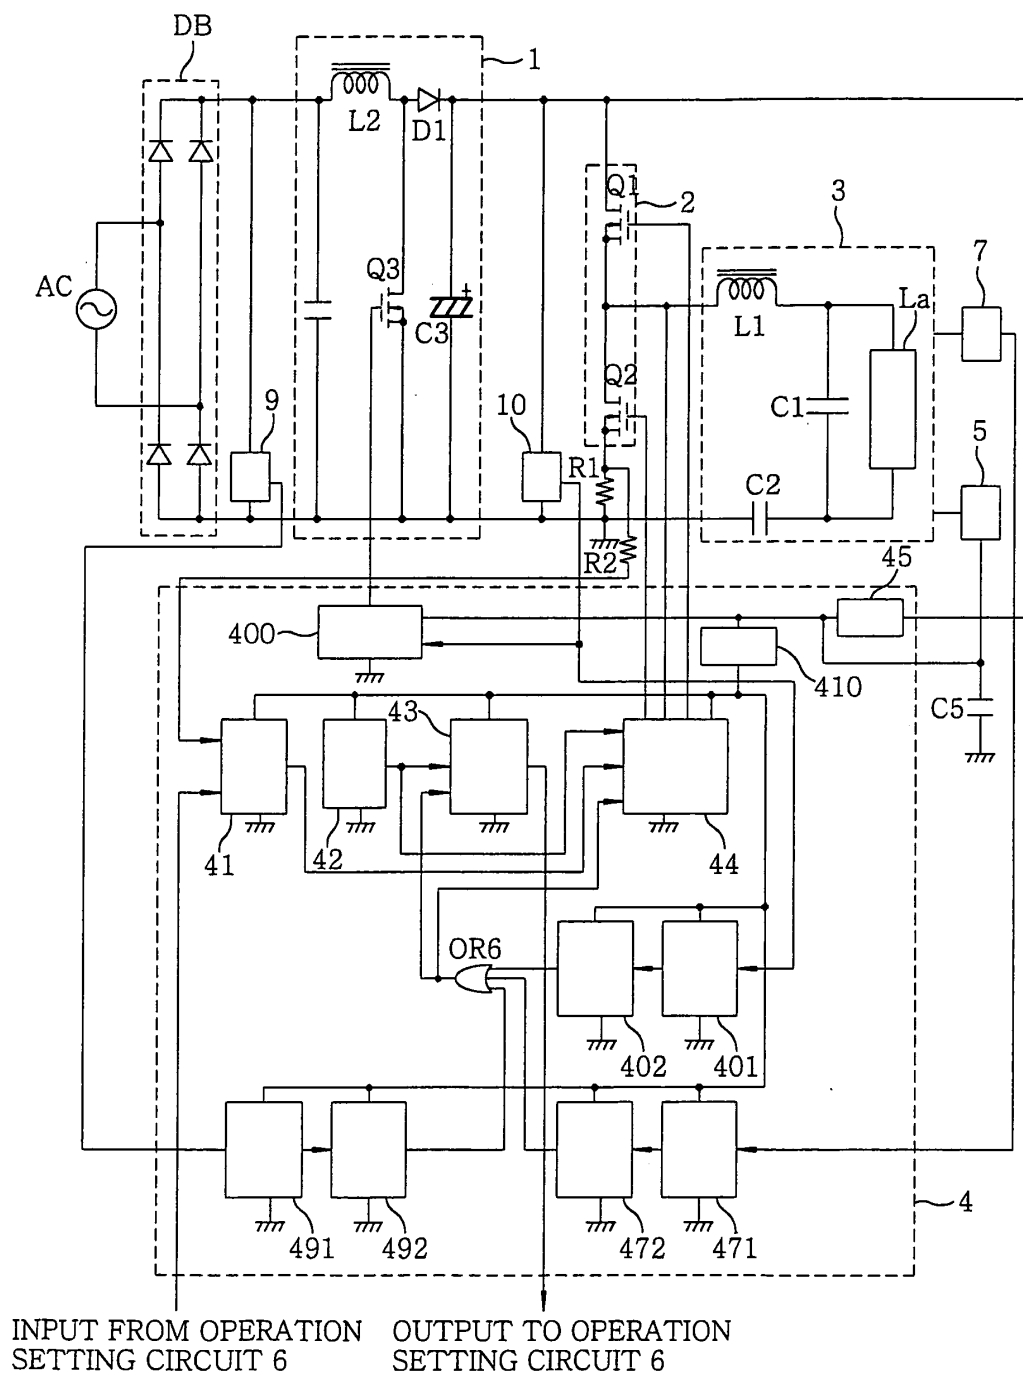 DB
1
L2
D1
Q1
2
3
7
AC
Q3
C3
+
L1
La
Q2
9
10
C1
5
R1
C2
R2
45
400
410
43
C5
41
42
44
OR6
402
401
491
492
472
471
4
INPUT FROM OPERATION
SETTING CIRCUIT 6
OUTPUT TO OPERATION
SETTING CIRCUIT 6